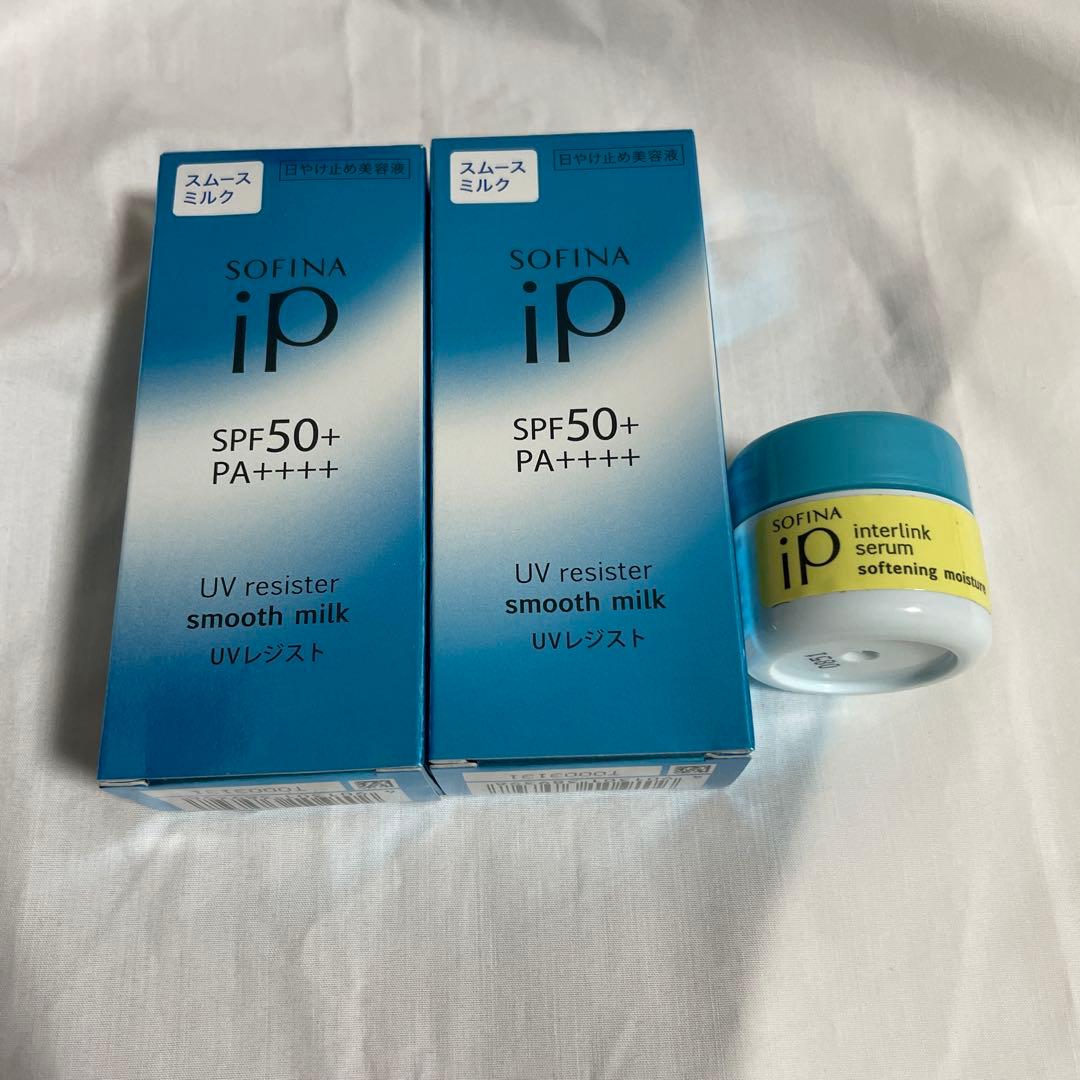 スムース
ミルク
日やけ止め美容液
SOFINA
iP
SPF50+
PA++++
UV resister
smooth milk
UVレジスト
スムース
ミルク
日やけ止め美容液
SOFINA
iP
SPF50+
PA++++
UV resister
smooth milk
UVレジスト
T0003121
SOFINA
iP
interlink
serum
softening moisture
0851